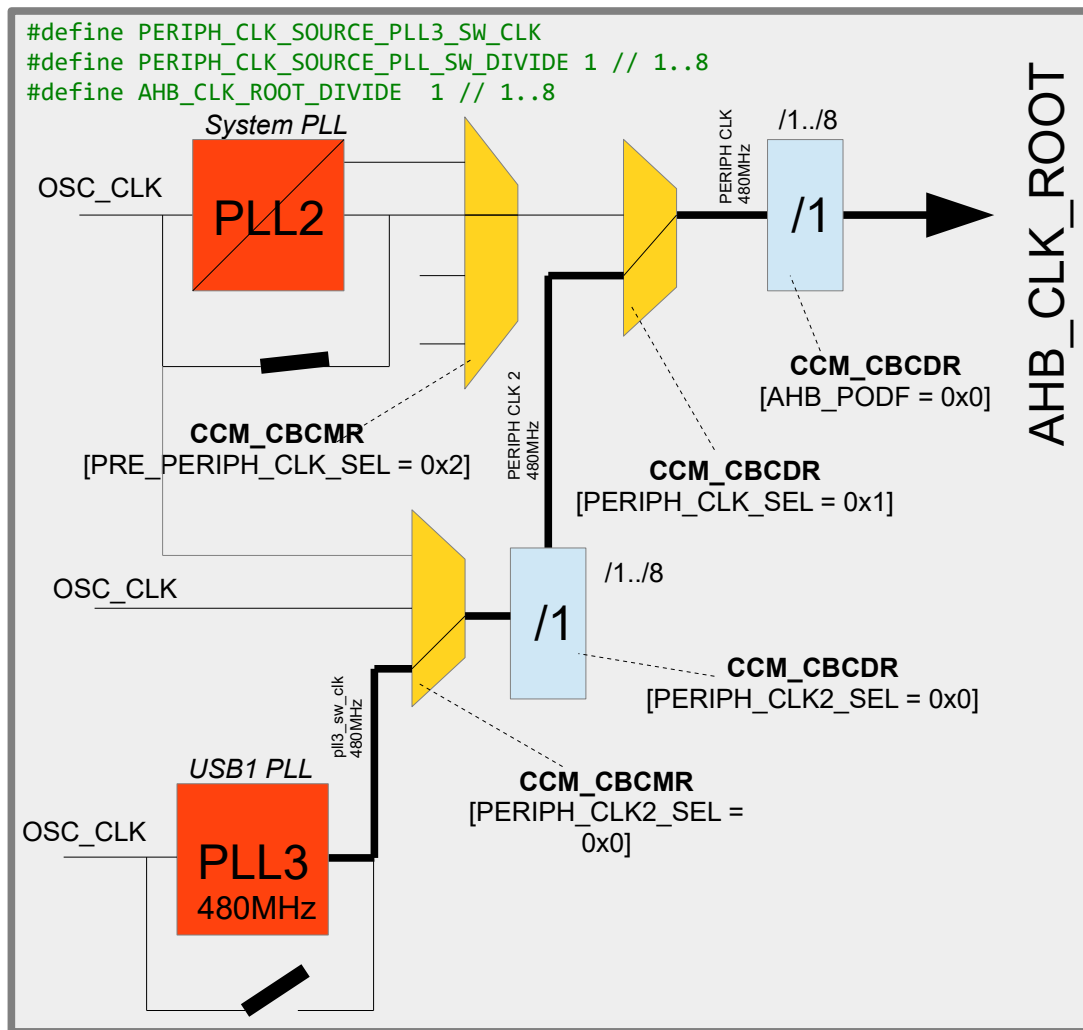 #define PERIPH_CLK_SOURCE_PLL3_SW_CLK
#define PERIPH_CLK_SOURCE_PLL_SW_DIVIDE 1 // 1..8
#define AHB_CLK_ROOT_DIVIDE  1 // 1..8
System PLL
OSC_CLK
PLL2
PERIPH CLK
480MHz
/1../8
/1
AHB_CLK_ROOT
CCM_CBCDR
[AHB_PODF = 0x0]
CCM_CBCMR
[PRE_PERIPH_CLK_SEL = 0x2]
PERIPH CLK 2
480MHz
CCM_CBCDR
[PERIPH_CLK_SEL = 0x1]
OSC_CLK
/1
/1../8
CCM_CBCDR
[PERIPH_CLK2_SEL = 0x0]
pll3_sw_clk
480MHz
USB1 PLL
CCM_CBCMR
[PERIPH_CLK2_SEL =
0x0]
OSC_CLK
PLL3
480MHz